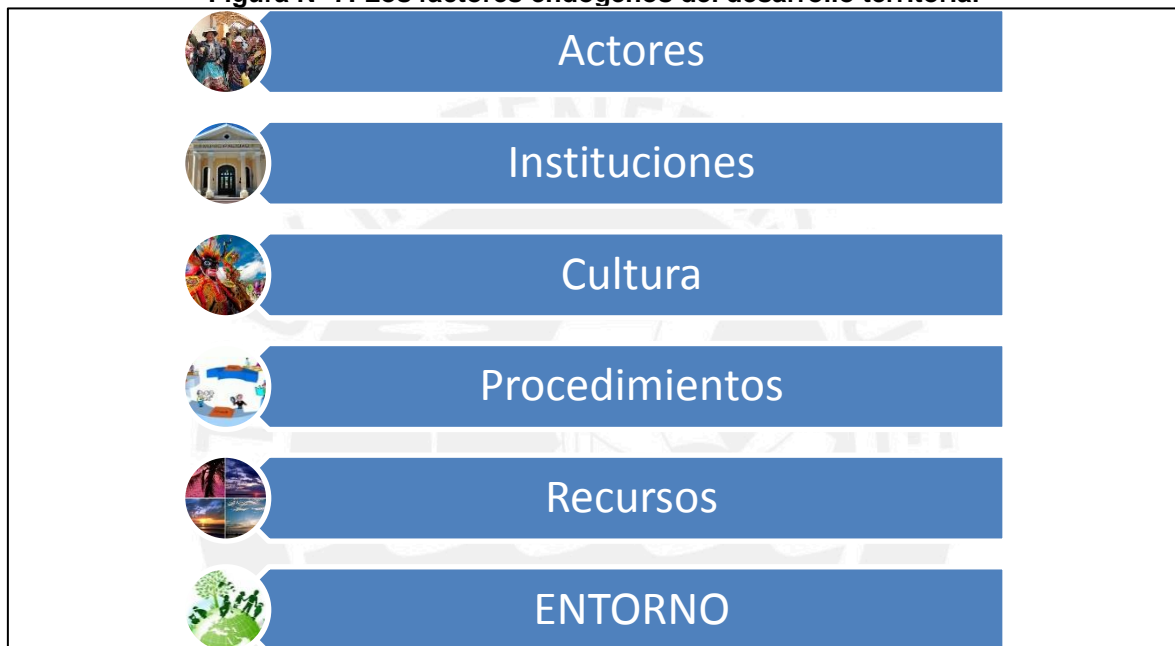 Actores
Instituciones
Cultura
Procedimientos
Recursos
ENTORNO